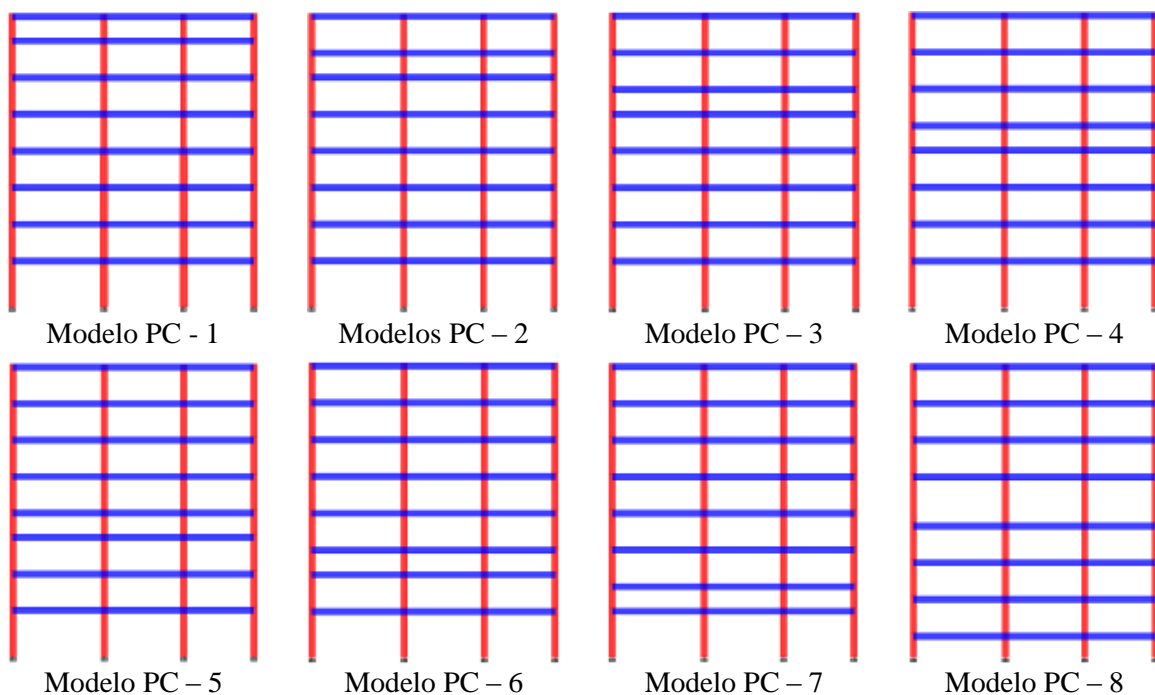 Modelo PC - 1
Modelos PC – 2
Modelo PC – 3
Modelo PC – 4
Modelo PC – 5
Modelo PC – 6
Modelo PC – 7
Modelo PC – 8